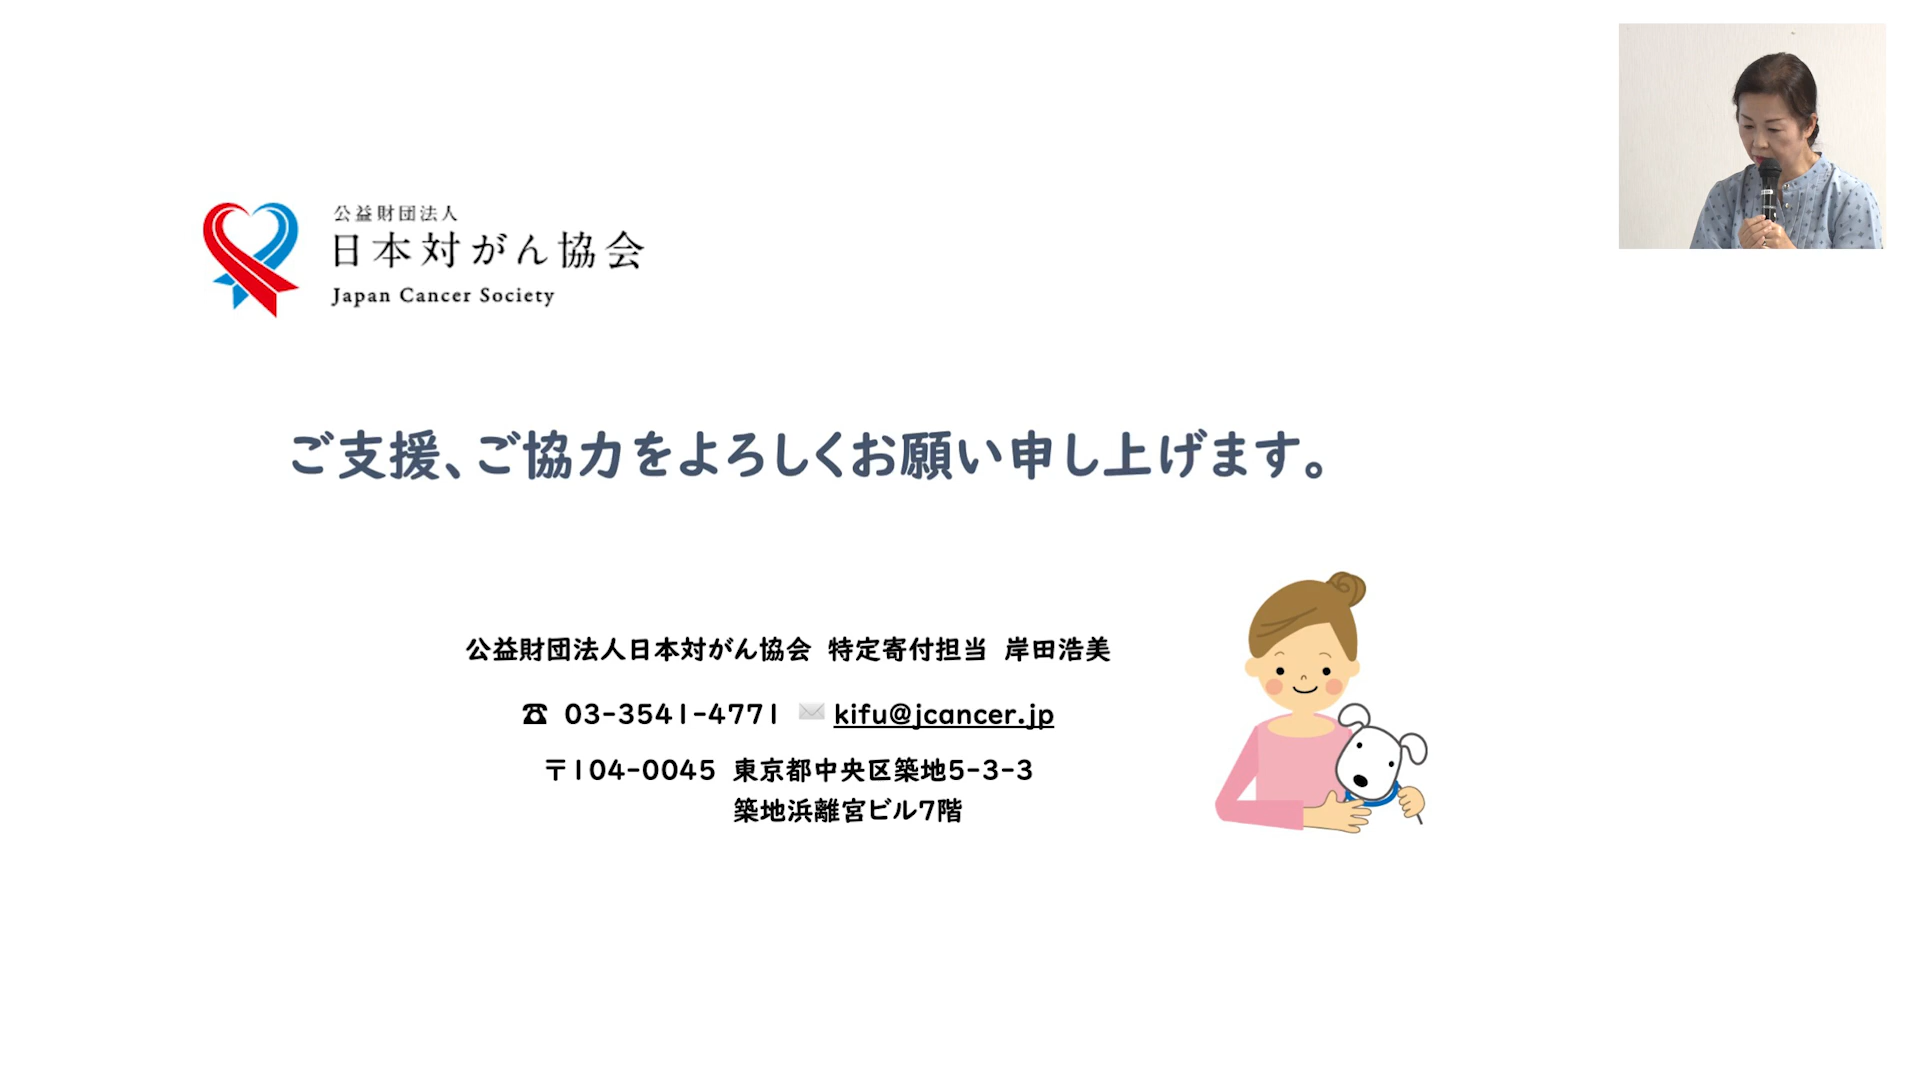 公益財団法人
日本対がん協会
Japan Cancer Society
ご支援、ご協力をよろしくお願い申し上げます。
公益財団法人日本対がん協会 特定寄付担当 岸田浩美
☎ 03-3541-4771 ✉ kifu@jcancer.jp
〒104-0045 東京都中央区築地5-3-3
築地浜離宮ビル7階